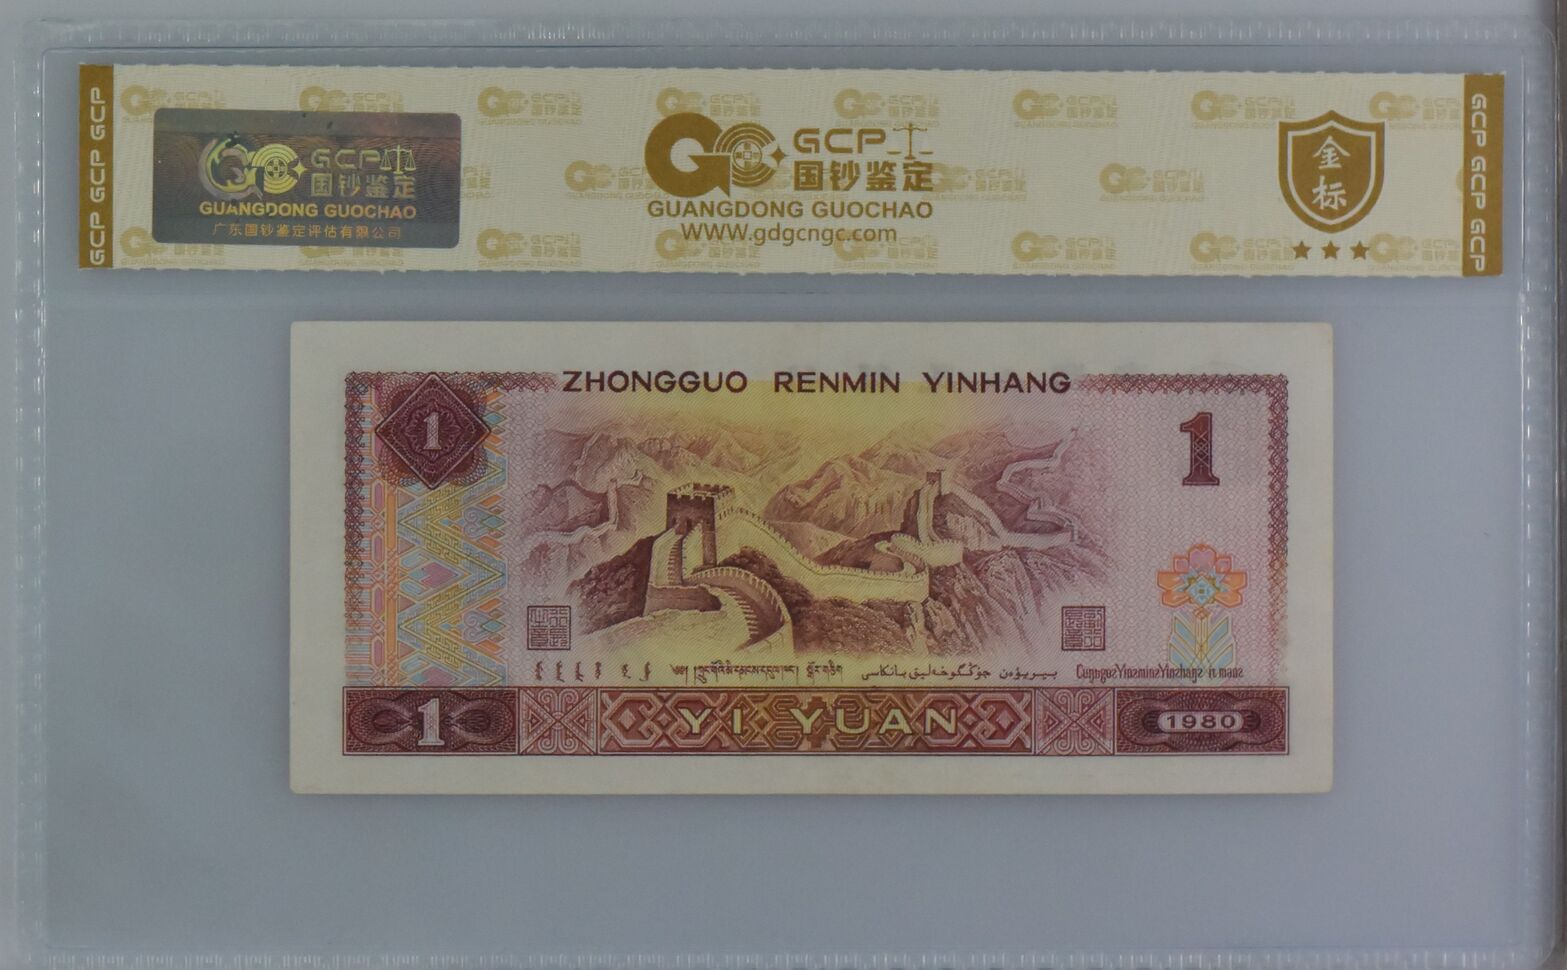 GCP GCP GCP
GCP
国钞鉴定
GUANGDONG GUOCHAO
广东国钞鉴定评估有限公司
GCP
国钞鉴定
GUANGDONG GUOCHAO
WWW.gdgcngc.com
金标
GCP GCP GCP
ZHONGGUO RENMIN YINHANG
1
1
1
YI YUAN
1980